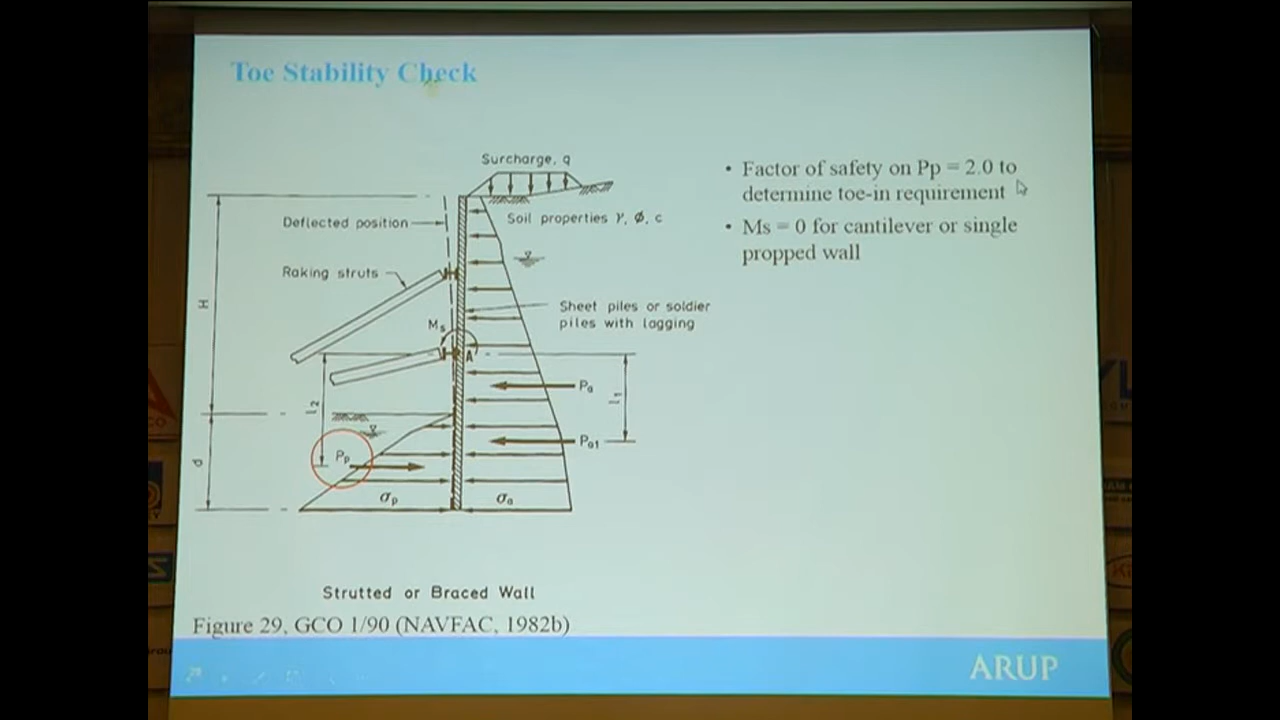 Toe Stability Check
Surcharge, q
Deflected position
Soil properties γ, Φ, c
Raking struts
H
Sheet piles or soldier
piles with lagging
Ms
A
Pa
l1
l2
Pa1
Pp
d
σp
σa
Strutted or Braced Wall
Figure 29, GCO 1/90 (NAVFAC, 1982b)
• Factor of safety on Pp = 2.0 to
determine toe-in requirement
• Ms = 0 for cantilever or single
propped wall
ARUP